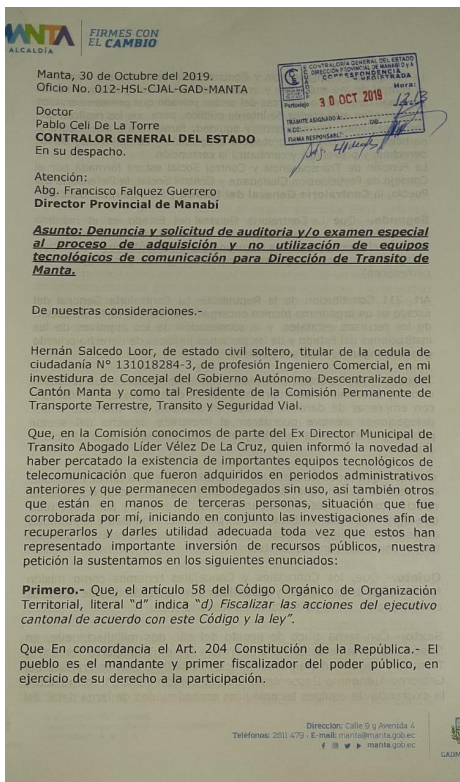 MANTA
ALCALDÍA
FIRMES CON
EL CAMBIO
CONTRALORIA GENERAL DEL ESTADO
DIRECCIÓN PROVINCIAL DE MANABÍ
CORRESPONDENCIA
REGISTRADA
Hora:
Portoviejo
30 OCT 2019
TRÁMITE ASIGNADO A:
FIRMA RESPONSABLE:
Manta, 30 de Octubre del 2019.
Oficio No. 012-HSL-CJAL-GAD-MANTA
Doctor
Pablo Celi De La Torre
CONTRALOR GENERAL DEL ESTADO
En su despacho.
Atención:
Abg. Francisco Falquez Guerrero
Director Provincial de Manabí
Asunto: Denuncia y solicitud de auditoria y/o examen especial
al proceso de adquisición y no utilización de equipos
tecnológicos de comunicación para Dirección de Transito de
Manta.
De nuestras consideraciones.-
Hernán Salcedo Loor, de estado civil soltero, titular de la cedula de
ciudadanía N° 131018284-3, de profesión Ingeniero Comercial, en mi
investidura de Concejal del Gobierno Autónomo Descentralizado del
Cantón Manta y como tal Presidente de la Comisión Permanente de
Transporte Terrestre, Transito y Seguridad Vial.
Que, en la Comisión conocimos de parte del Ex Director Municipal de
Transito Abogado Líder Vélez De La Cruz, quien informó la novedad al
haber percatado la existencia de importantes equipos tecnológicos de
telecomunicación que fueron adquiridos en periodos administrativos
anteriores y que permanecen embodegados sin uso, así también otros
que están en manos de terceras personas, situación que fue
corroborada por mí, iniciando en conjunto las investigaciones afín de
recuperarlos y darles utilidad adecuada toda vez que estos han
representado importante inversión de recursos públicos, nuestra
petición la sustentamos en los siguientes enunciados:
Primero.- Que, el artículo 58 del Código Orgánico de Organización
Territorial, literal "d" indica "d) Fiscalizar las acciones del ejecutivo
cantonal de acuerdo con este Código y la ley".
Que En concordancia el Art. 204 Constitución de la República.- El
pueblo es el mandante y primer fiscalizador del poder público, en
ejercicio de su derecho a la participación.
Dirección: Calle 9 y Avenida 4
Teléfonos: 2611 479 · E-mail: manta@manta.gob.ec
manta.gob.ec